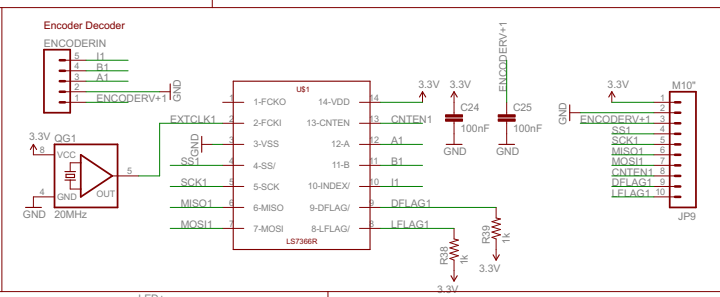 Encoder Decoder
ENCODERIN
5 I1
4 B1
3 A1
2
1 ENCODERV+1
GND
3.3V
QG1
8
VCC
GND
OUT
5
4
GND
20MHz
U$1
1 1-FCKO 14-VDD 14
EXTCLK1 2 2-FCKI 13-CNTEN 13 CNTEN1
GND 3 3-VSS 12-A 12 A1
SS1 4 4-SS/ 11-B 11 B1
SCK1 5 5-SCK 10-INDEX/ 10 I1
MISO1 6 6-MISO 9-DFLAG/ 9 DFLAG1
MOSI1 7 7-MOSI 8-LFLAG/ 8 LFLAG1
LS7366R
3.3V
3.3V
C24
100nF
GND
ENCODERV+1
C25
100nF
GND
R38
1k
3.3V
R39
1k
3.3V
3.3V
M10"
1
GND 2
ENCODERV+1 3
SS1 4
SCK1 5
MISO1 6
MOSI1 7
CNTEN1 8
DFLAG1 9
LFLAG1 10
JP9